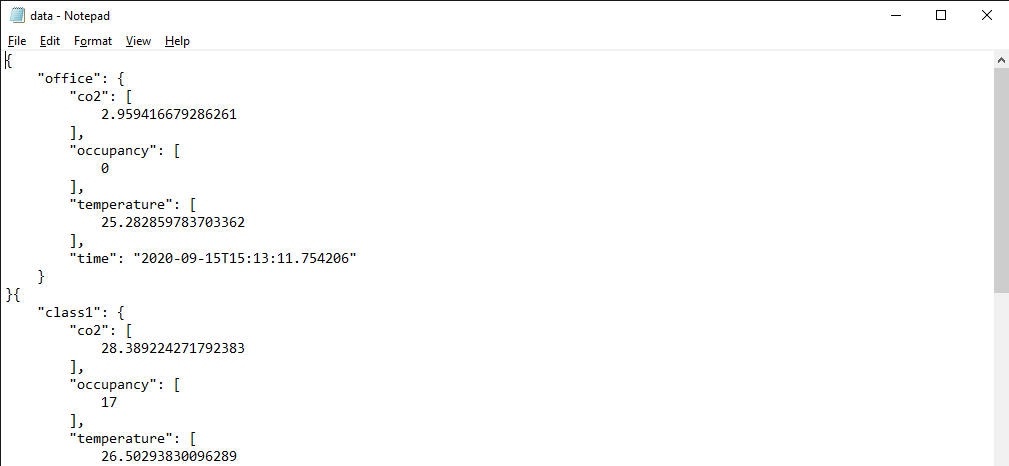 data - Notepad
File Edit Format View Help
{
    "office": {
        "co2": [
            2.959416679286261
        ],
        "occupancy": [
            0
        ],
        "temperature": [
            25.282859783703362
        ],
        "time": "2020-09-15T15:13:11.754206"
    }
}{
    "class1": {
        "co2": [
            28.389224271792383
        ],
        "occupancy": [
            17
        ],
        "temperature": [
            26.50293830096289